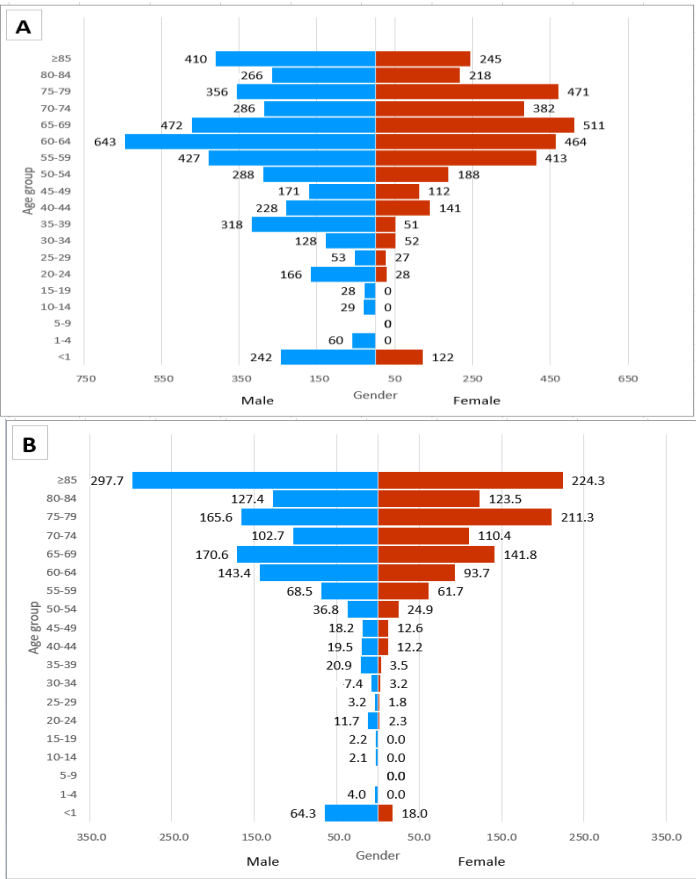 A
≥85 410 245
80-84 266 218
75-79 356 471
70-74 286 382
65-69 472 511
60-64 643 464
55-59 427 413
50-54 288 188
45-49 171 112
40-44 228 141
35-39 318 51
30-34 128 52
25-29 53 27
20-24 166 28
15-19 28 0
10-14 29 0
5-9 0
1-4 60 0
<1 242 122
Age group
750 550 350 150 50 250 450 650
Male Gender Female
B
≥85 297.7 224.3
80-84 127.4 123.5
75-79 165.6 211.3
70-74 102.7 110.4
65-69 170.6 141.8
60-64 143.4 93.7
55-59 68.5 61.7
50-54 36.8 24.9
45-49 18.2 12.6
40-44 19.5 12.2
35-39 20.9 3.5
30-34 7.4 3.2
25-29 3.2 1.8
20-24 11.7 2.3
15-19 2.2 0.0
10-14 2.1 0.0
5-9 0.0
1-4 4.0 0.0
<1 64.3 18.0
Age group
350.0 250.0 150.0 50.0 50.0 150.0 250.0 350.0
Male Gender Female